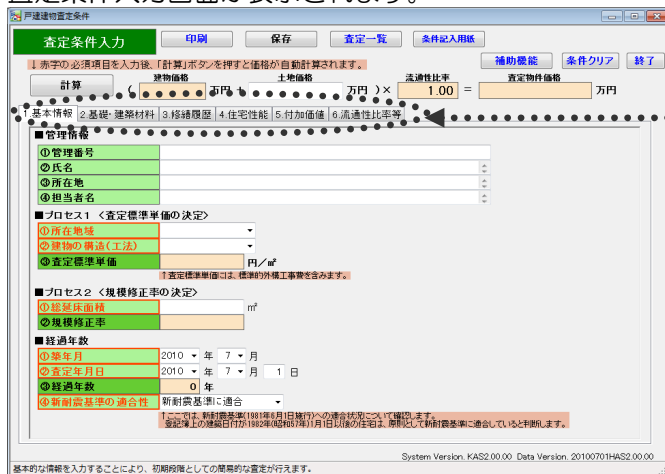 査定条件入力画面が表示されます。
戸建建物査定条件
査定条件入力 印刷 保存 査定一覧 条件記入用紙
↓赤字の必須項目を入力後、「計算」ボタンを押すと価格が自動計算されます。 補助機能 条件クリア 終了
建物価格 土地価格 流通性比率 査定物件価格
計算 ( 万円 + 万円 )× 1.00 = 万円
1.基本情報 2.基礎・建築材料 3.修繕履歴 4.住宅性能 5.付加価値 6.流通性比率等
■管理情報
①管理番号
②氏名
③所在地
④担当者名
■プロセス1 <査定標準単価の決定>
①所在地域
②建物の構造(工法)
③査定標準単価 円/㎡
↑査定標準単価には、標準的外構工事費を含みます。
■プロセス2 <規模修正率の決定>
①総延床面積 ㎡
②規模修正率
■経過年数
①築年月 2010 年 7 月
②査定年月日 2010 年 7 月 1 日
③経過年数 0 年
④新耐震基準の適合性 新耐震基準に適合
↑ここでは、新耐震基準(1981年6月1日施行)への適合状況について確認します。
登記簿上の建築日付が1982年(昭和57年)1月1日以後の住宅は、原則として新耐震基準に適合していると判断します。
System Version. KAS2.00.00 Data Version. 20100701HAS2.00.00
基本的な情報を入力することにより、初期段階としての簡易的な査定が行えます。